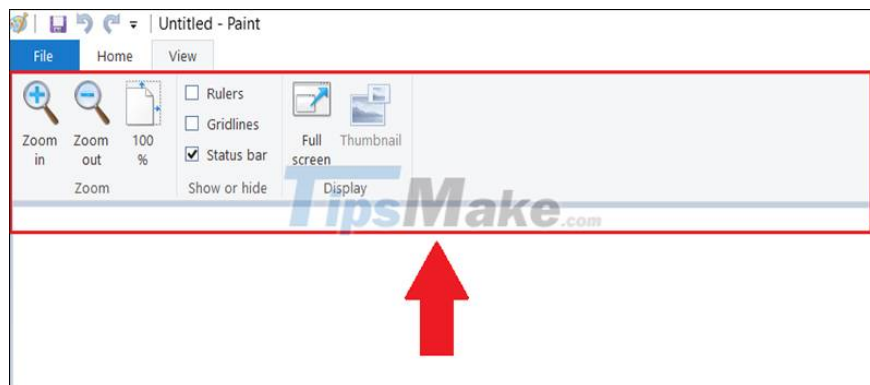 Untitled - Paint
File Home View
Zoom in
Zoom out
100 %
Rulers
Gridlines
Status bar
Full screen
Thumbnail
Zoom
Show or hide
Display
TipsMake.com